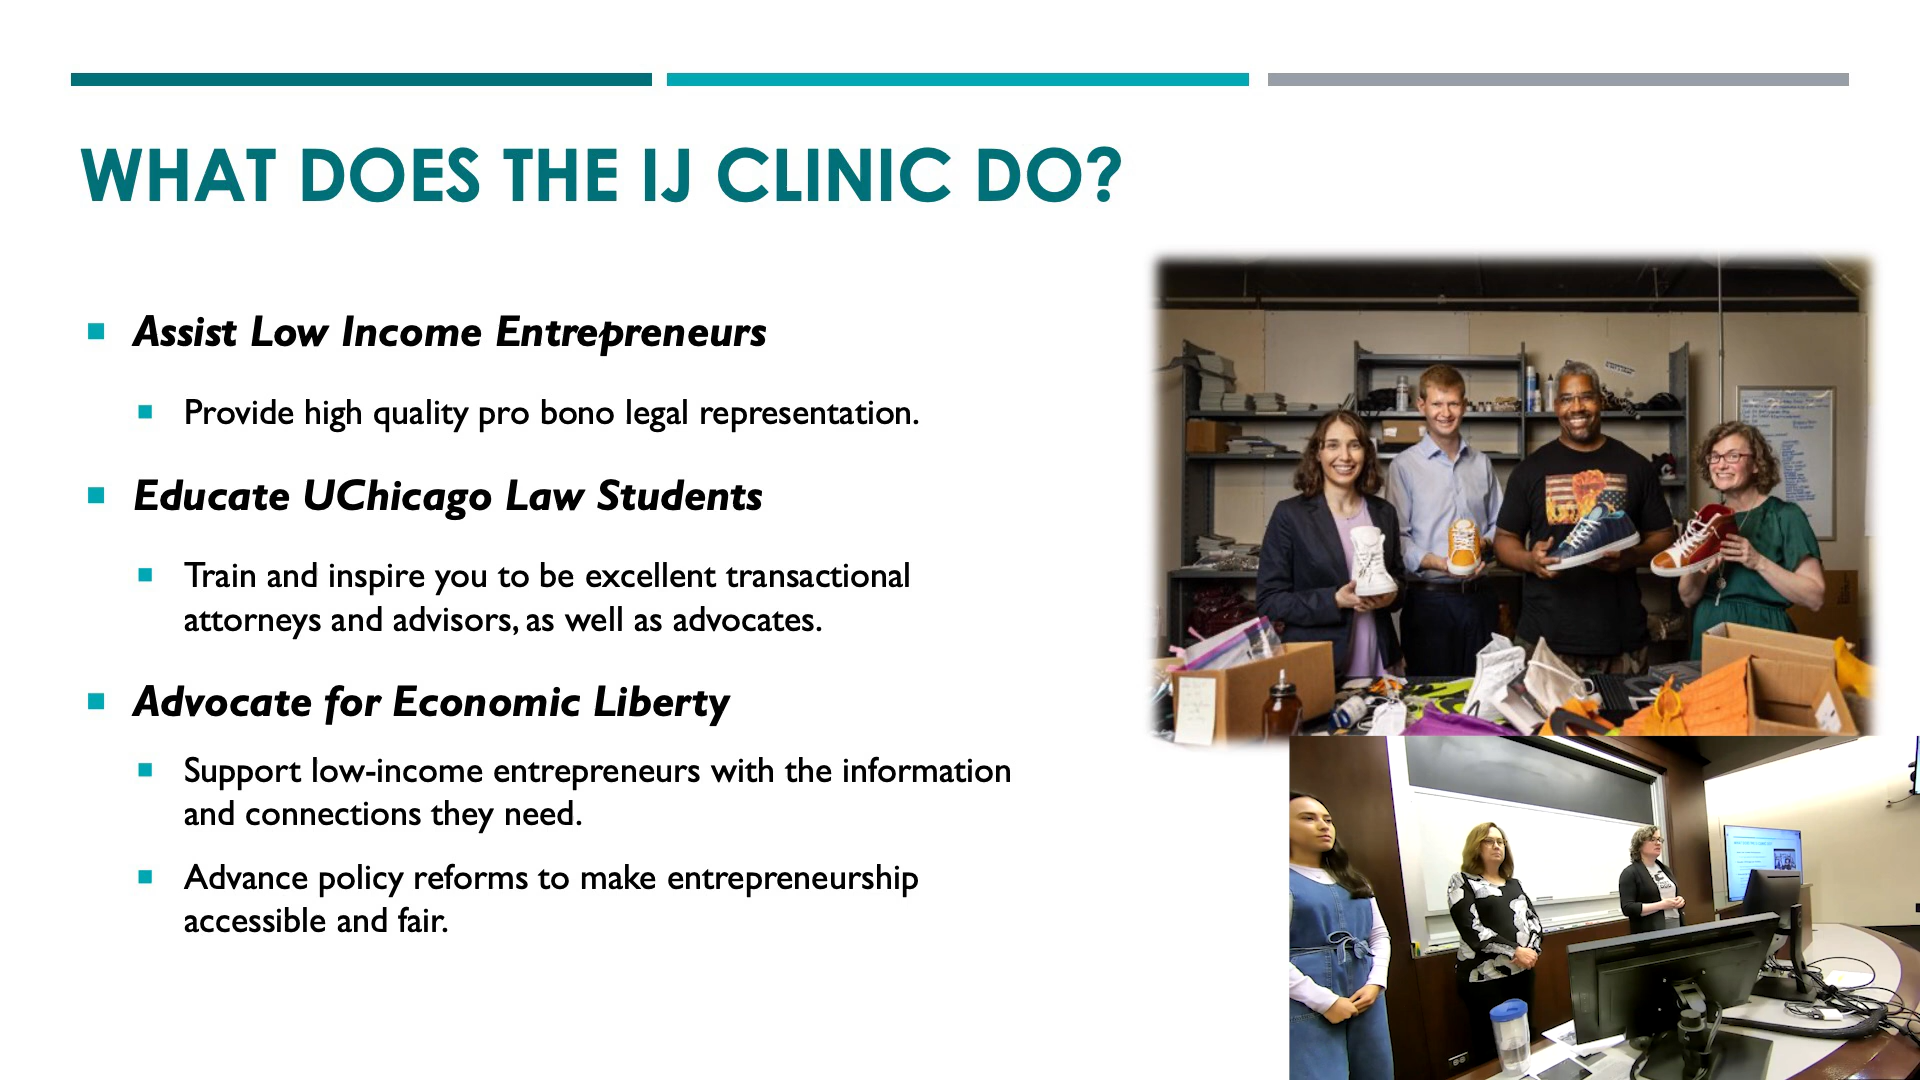 WHAT DOES THE IJ CLINIC DO?
Assist Low Income Entrepreneurs
Provide high quality pro bono legal representation.
Educate UChicago Law Students
Train and inspire you to be excellent transactional
attorneys and advisors, as well as advocates.
Advocate for Economic Liberty
Support low-income entrepreneurs with the information
and connections they need.
Advance policy reforms to make entrepreneurship
accessible and fair.